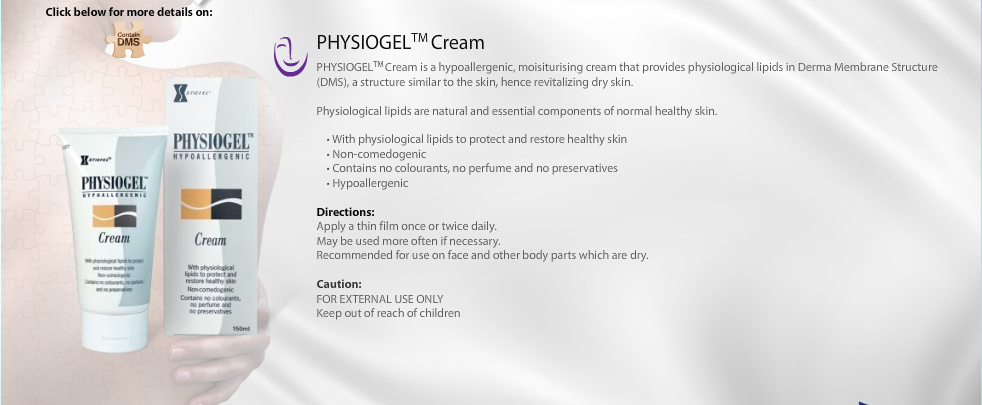 Click below for more details on:
Contain
DMS
PHYSIOGEL™ Cream
PHYSIOGEL™ Cream is a hypoallergenic, moisiturising cream that provides physiological lipids in Derma Membrane Structure
(DMS), a structure similar to the skin, hence revitalizing dry skin.
Physiological lipids are natural and essential components of normal healthy skin.
• With physiological lipids to protect and restore healthy skin
• Non-comedogenic
• Contains no colourants, no perfume and no preservatives
• Hypoallergenic
Directions:
Apply a thin film once or twice daily.
May be used more often if necessary.
Recommended for use on face and other body parts which are dry.
Caution:
FOR EXTERNAL USE ONLY
Keep out of reach of children
STIEFEL®
PHYSIOGEL™
HYPOALLERGENIC
Cream
With physiological lipids to protect
and restore healthy skin
Non-comedogenic
Contains no colourants, no perfume
and no preservatives
STIEFEL®
PHYSIOGEL™
HYPOALLERGENIC
Cream
With physiological
lipids to protect and
restore healthy skin
Non-comedogenic
Contains no colourants,
no perfume and
no preservatives
150ml